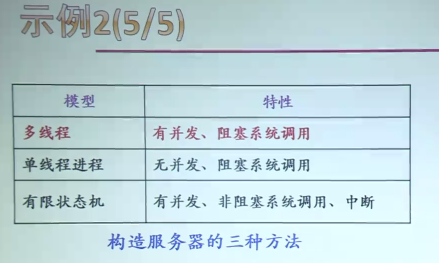 示例2(5/5)
模型 特性
多线程 有并发、阻塞系统调用
单线程进程 无并发、阻塞系统调用
有限状态机 有并发、非阻塞系统调用、中断
构造服务器的三种方法